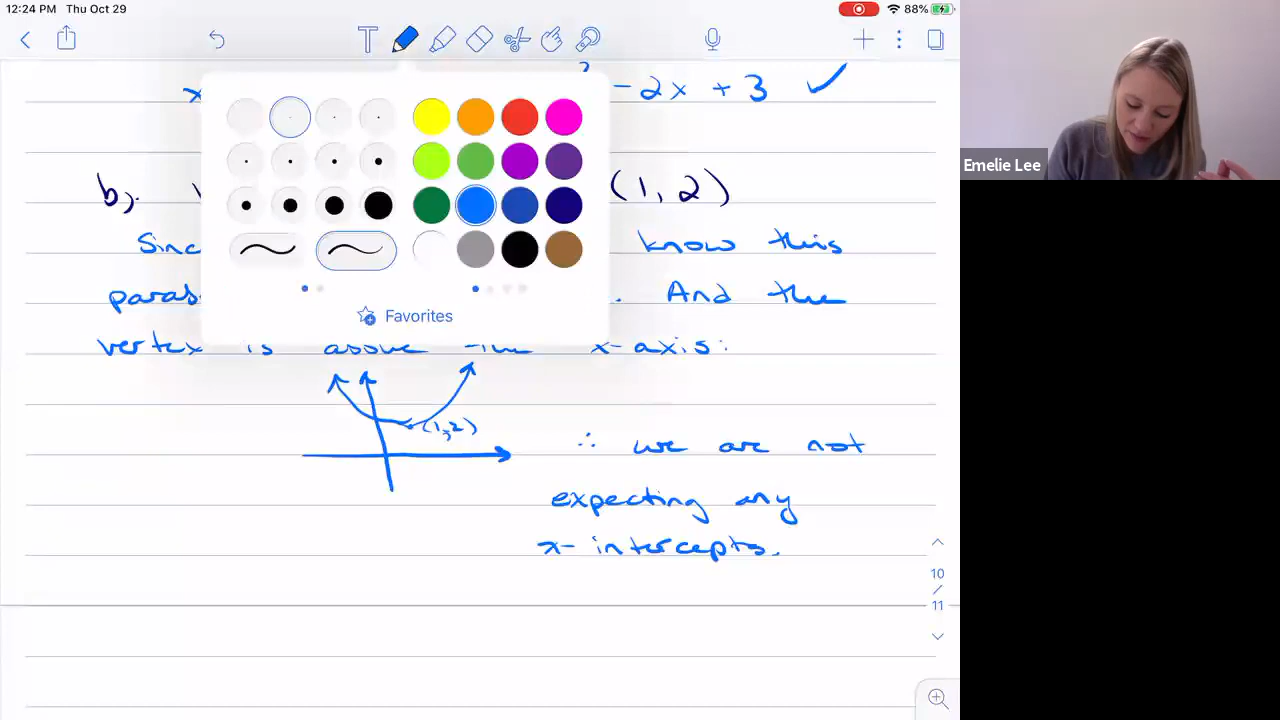 12:24 PM Thu Oct 29
88%
- 2x + 3 ✓
b).
(1, 2)
Sinc know this
parab . And the
vertex is above x-axis:
(1, 2)
∴ we are not
expecting any
x-intercepts.
Favorites
10
/
11
Emelie Lee